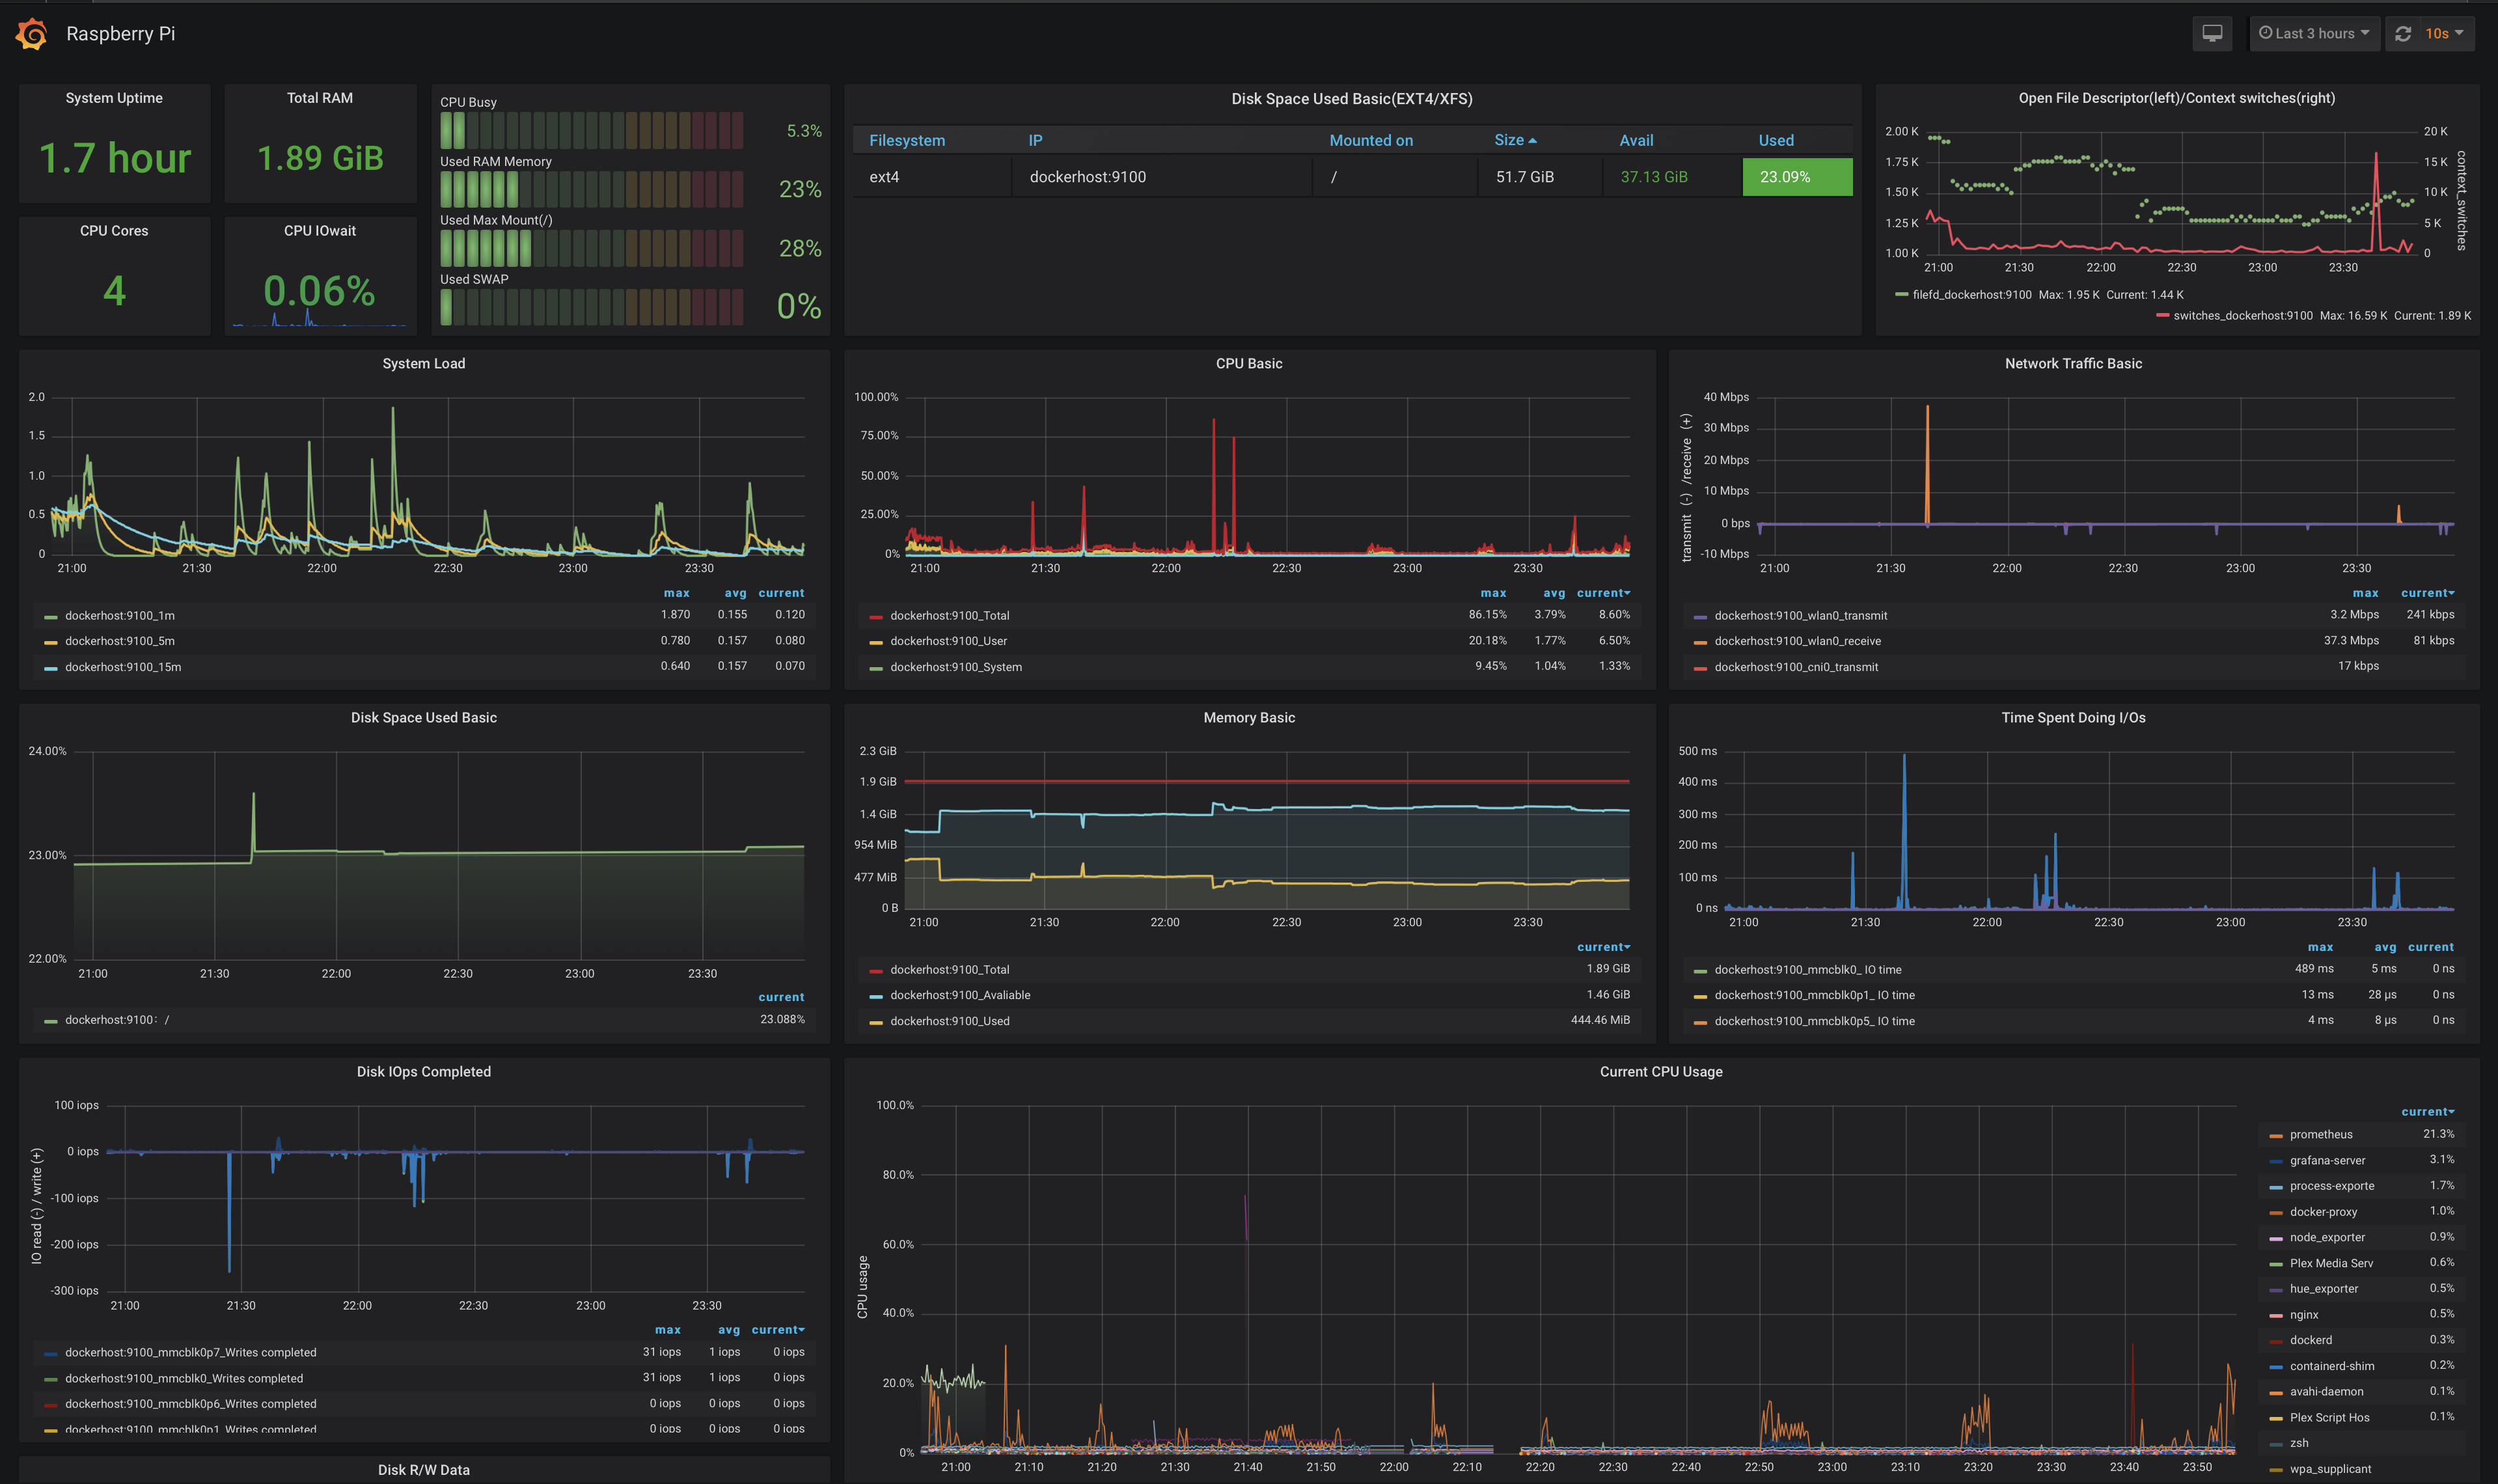 Raspberry Pi
Last 3 hours
10s
System Uptime
1.7 hour
Total RAM
1.89 GiB
CPU Cores
4
CPU IOwait
0.06%
CPU Busy
5.3%
Used RAM Memory
23%
Used Max Mount(/)
28%
Used SWAP
0%
Disk Space Used Basic(EXT4/XFS)
Filesystem IP Mounted on Size Avail Used
ext4 dockerhost:9100 / 51.7 GiB 37.13 GiB 23.09%
Open File Descriptor(left)/Context switches(right)
2.00 K 20 K
1.75 K 15 K
1.50 K 10 K
1.25 K 5 K
1.00 K 0
context_switches
21:00 21:30 22:00 22:30 23:00 23:30
filefd_dockerhost:9100 Max: 1.95 K Current: 1.44 K
switches_dockerhost:9100 Max: 16.59 K Current: 1.89 K
System Load
2.0
1.5
1.0
0.5
0
21:00 21:30 22:00 22:30 23:00 23:30
max avg current
dockerhost:9100_1m 1.870 0.155 0.120
dockerhost:9100_5m 0.780 0.157 0.080
dockerhost:9100_15m 0.640 0.157 0.070
CPU Basic
100.00%
75.00%
50.00%
25.00%
0%
21:00 21:30 22:00 22:30 23:00 23:30
max avg current
dockerhost:9100_Total 86.15% 3.79% 8.60%
dockerhost:9100_User 20.18% 1.77% 6.50%
dockerhost:9100_System 9.45% 1.04% 1.33%
Network Traffic Basic
transmit (-) /receive (+)
40 Mbps
30 Mbps
20 Mbps
10 Mbps
0 bps
-10 Mbps
21:00 21:30 22:00 22:30 23:00 23:30
max current
dockerhost:9100_wlan0_transmit 3.2 Mbps 241 kbps
dockerhost:9100_wlan0_receive 37.3 Mbps 81 kbps
dockerhost:9100_cni0_transmit 17 kbps
Disk Space Used Basic
24.00%
23.00%
22.00%
21:00 21:30 22:00 22:30 23:00 23:30
current
dockerhost:9100: / 23.088%
Memory Basic
2.3 GiB
1.9 GiB
1.4 GiB
954 MiB
477 MiB
0 B
21:00 21:30 22:00 22:30 23:00 23:30
current
dockerhost:9100_Total 1.89 GiB
dockerhost:9100_Avaliable 1.46 GiB
dockerhost:9100_Used 444.46 MiB
Time Spent Doing I/Os
500 ms
400 ms
300 ms
200 ms
100 ms
0 ns
21:00 21:30 22:00 22:30 23:00 23:30
max avg current
dockerhost:9100_mmcblk0_ IO time 489 ms 5 ms 0 ns
dockerhost:9100_mmcblk0p1_ IO time 13 ms 28 µs 0 ns
dockerhost:9100_mmcblk0p5_ IO time 4 ms 8 µs 0 ns
Disk IOps Completed
IO read (-) / write (+)
100 iops
0 iops
-100 iops
-200 iops
-300 iops
21:00 21:30 22:00 22:30 23:00 23:30
max avg current
dockerhost:9100_mmcblk0p7_Writes completed 31 iops 1 iops 0 iops
dockerhost:9100_mmcblk0_Writes completed 31 iops 1 iops 0 iops
dockerhost:9100_mmcblk0p6_Writes completed 0 iops 0 iops 0 iops
dockerhost:9100_mmcblk0p1_Writes completed 0 iops 0 iops 0 iops
Current CPU Usage
CPU usage
100.0%
80.0%
60.0%
40.0%
20.0%
0%
21:00 21:10 21:20 21:30 21:40 21:50 22:00 22:10 22:20 22:30 22:40 22:50 23:00 23:10 23:20 23:30 23:40 23:50
current
prometheus 21.3%
grafana-server 3.1%
process-exporte 1.7%
docker-proxy 1.0%
node_exporter 0.9%
Plex Media Serv 0.6%
hue_exporter 0.5%
nginx 0.5%
dockerd 0.3%
containerd-shim 0.2%
avahi-daemon 0.1%
Plex Script Hos 0.1%
zsh
wpa_supplicant
Disk R/W Data